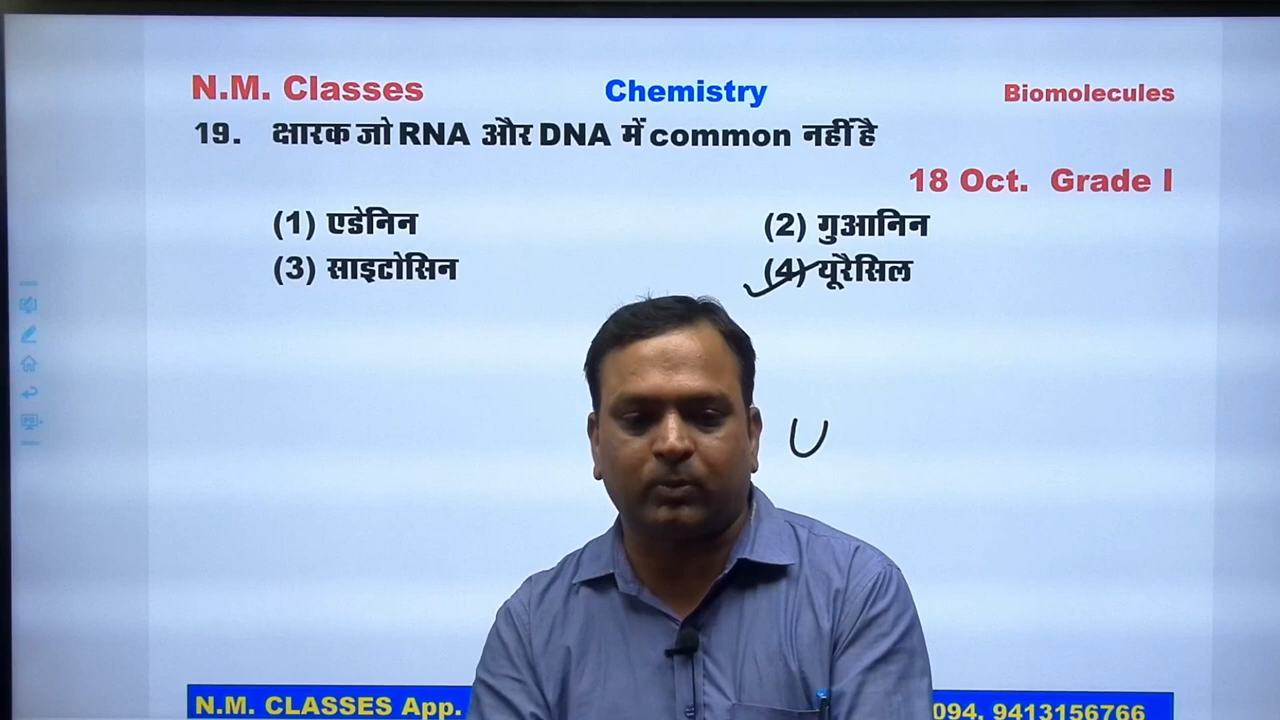 N.M. Classes Chemistry Biomolecules
19. क्षारक जो RNA और DNA में common नहीं है
18 Oct. Grade I
(1) एडेनिन (2) गुआनिन
(3) साइटोसिन (4) यूरैसिल
U
N.M. CLASSES App. 094, 9413156766